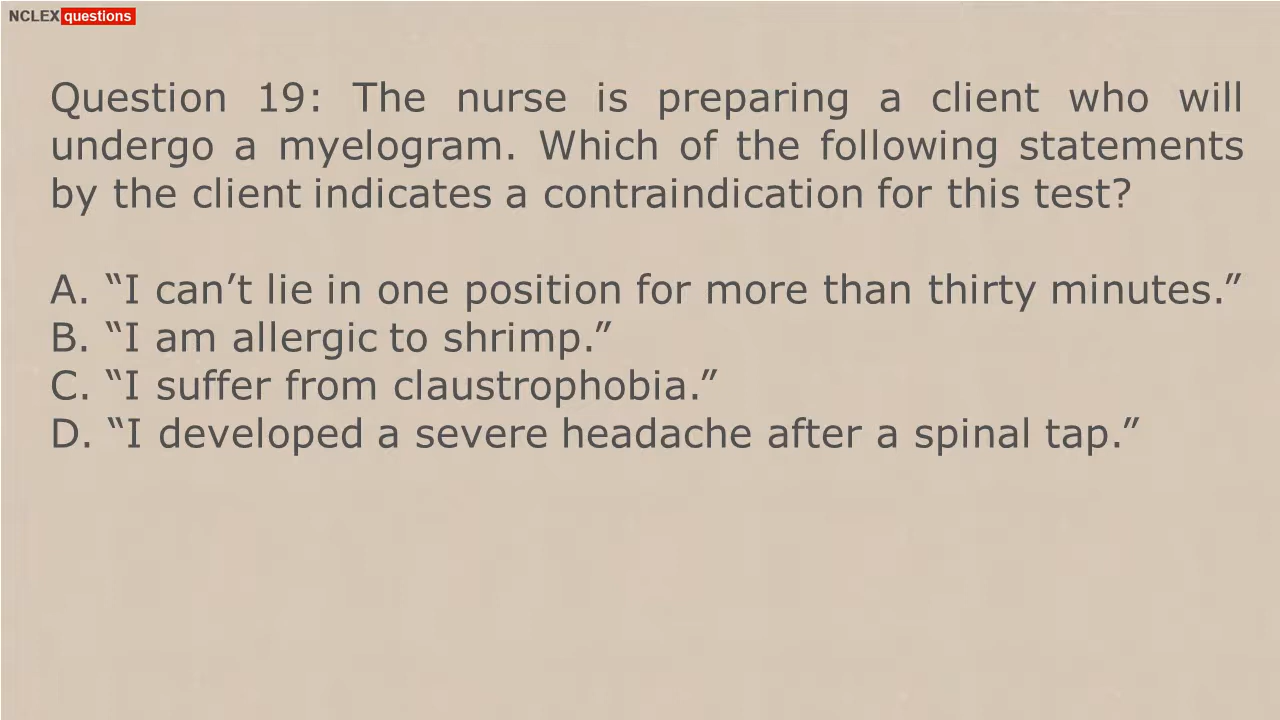 NCLEX questions
Question 19: The nurse is preparing a client who will
undergo a myelogram. Which of the following statements
by the client indicates a contraindication for this test?
A. “I can’t lie in one position for more than thirty minutes.”
B. “I am allergic to shrimp.”
C. “I suffer from claustrophobia.”
D. “I developed a severe headache after a spinal tap.”